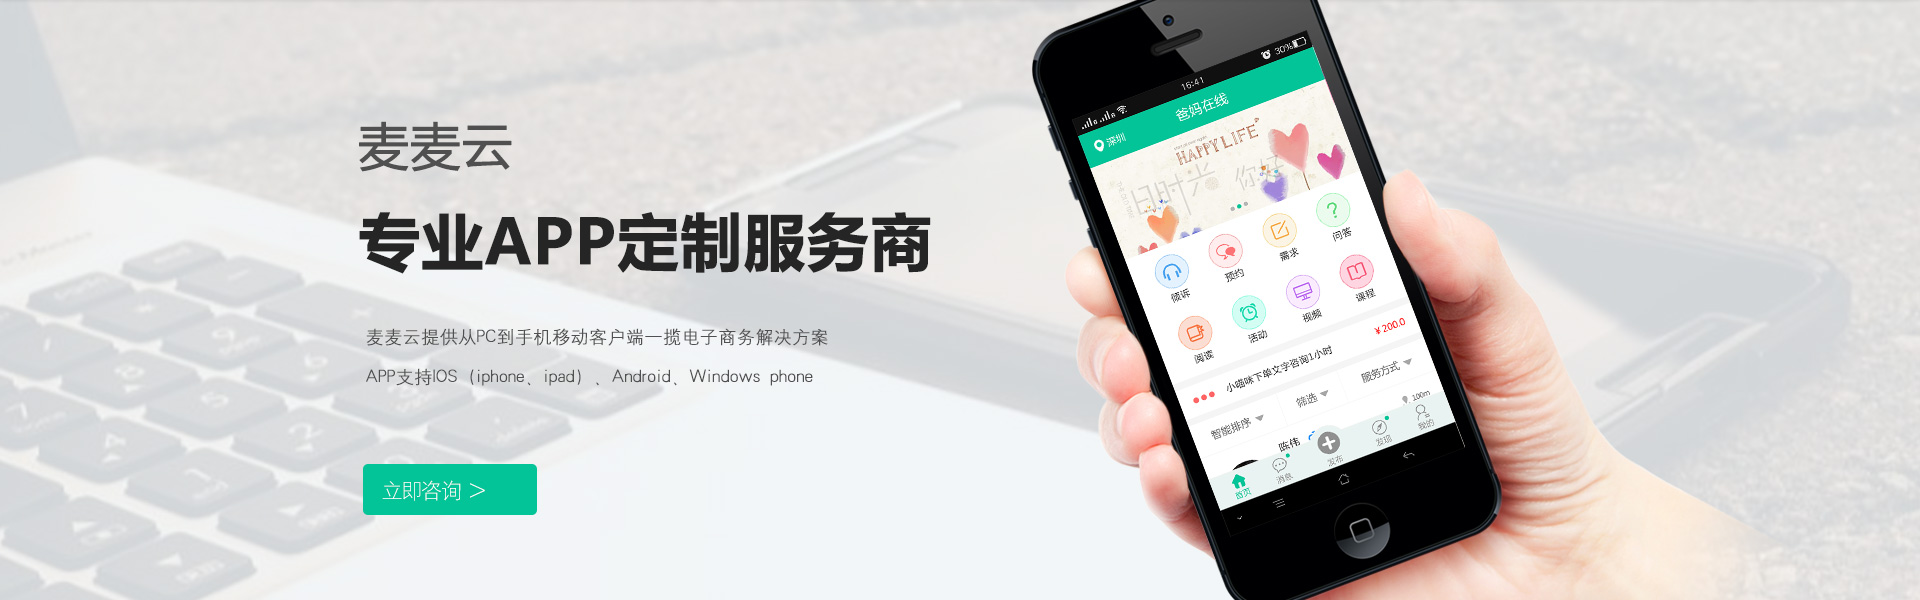 麦麦云
专业APP定制服务商
麦麦云提供从PC到手机移动客户端一揽电子商务解决方案
APP支持IOS（iphone、ipad）、Android、Windows phone
立即咨询 >
16:41
30%
深圳
爸妈在线
HAPPY LIFE
旧时光 你好
倾诉
预约
需求
问答
阅读
活动
视频
课程
小喵咪下单文字咨询1小时
¥200.0
智能排序
筛选
服务方式
陈伟
100m
首页
消息
发布
发现
我的